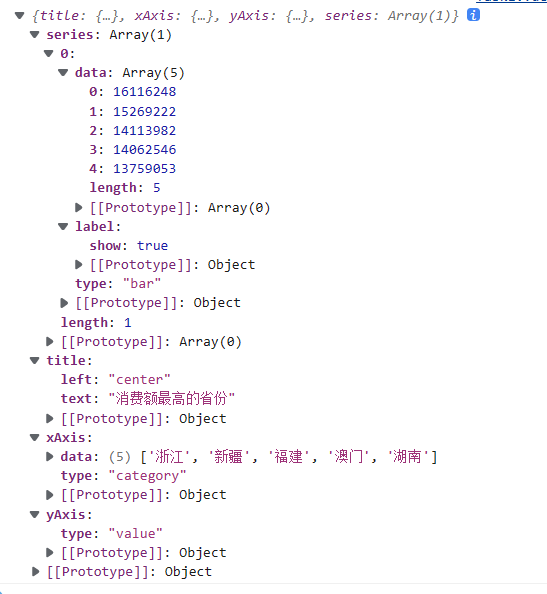 {title: {…}, xAxis: {…}, yAxis: {…}, series: Array(1)} i
series: Array(1)
0:
data: Array(5)
0: 16116248
1: 15269222
2: 14113982
3: 14062546
4: 13759053
length: 5
[[Prototype]]: Array(0)
label:
show: true
[[Prototype]]: Object
type: "bar"
[[Prototype]]: Object
length: 1
[[Prototype]]: Array(0)
title:
left: "center"
text: "消费额最高的省份"
[[Prototype]]: Object
xAxis:
data: (5) ['浙江', '新疆', '福建', '澳门', '湖南']
type: "category"
[[Prototype]]: Object
yAxis:
type: "value"
[[Prototype]]: Object
[[Prototype]]: Object